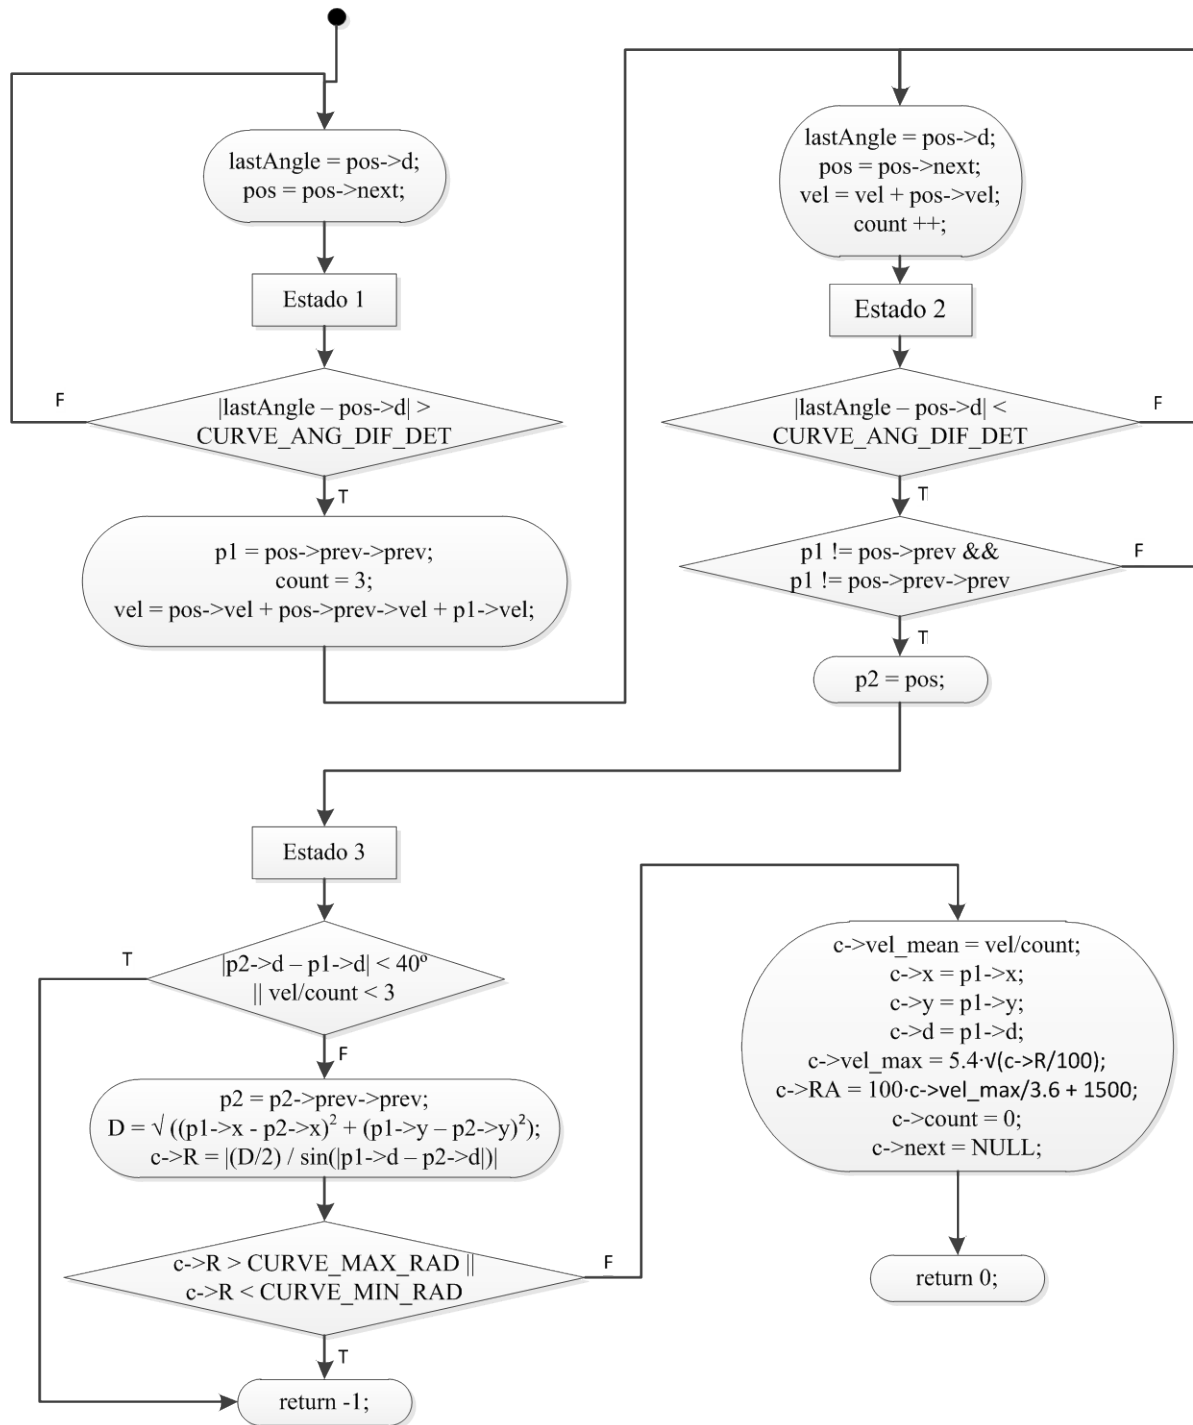 lastAngle = pos->d;
pos = pos->next;
Estado 1
F
|lastAngle – pos->d| >
CURVE_ANG_DIF_DET
T
p1 = pos->prev->prev;
count = 3;
vel = pos->vel + pos->prev->vel + p1->vel;
lastAngle = pos->d;
pos = pos->next;
vel = vel + pos->vel;
count ++;
Estado 2
|lastAngle – pos->d| <
CURVE_ANG_DIF_DET
F
T
p1 != pos->prev &&
p1 != pos->prev->prev
F
T
p2 = pos;
Estado 3
T
|p2->d – p1->d| < 40º
|| vel/count < 3
F
p2 = p2->prev->prev;
D = √ ((p1->x - p2->x)² + (p1->y – p2->y)²);
c->R = |(D/2) / sin(|p1->d – p2->d|)|
c->R > CURVE_MAX_RAD ||
c->R < CURVE_MIN_RAD
F
T
return -1;
c->vel_mean = vel/count;
c->x = p1->x;
c->y = p1->y;
c->d = p1->d;
c->vel_max = 5.4·√(c->R/100);
c->RA = 100·c->vel_max/3.6 + 1500;
c->count = 0;
c->next = NULL;
return 0;